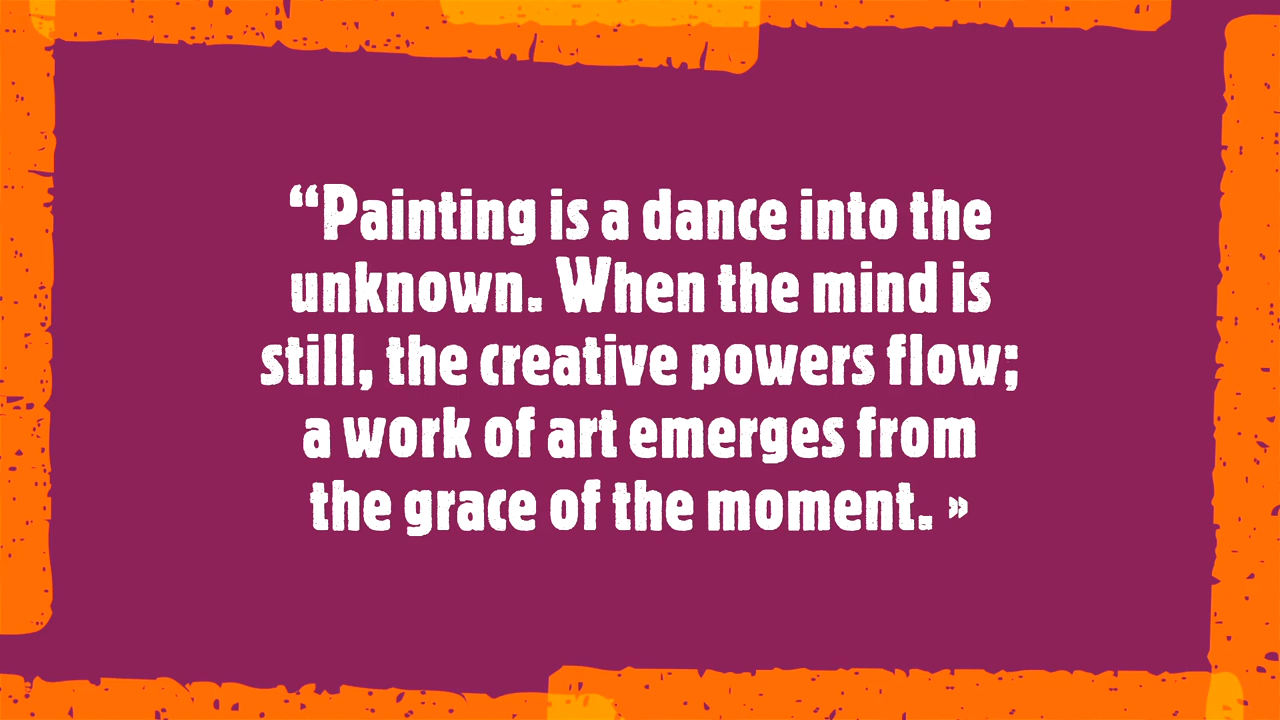 “Painting is a dance into the
unknown. When the mind is
still, the creative powers flow;
a work of art emerges from
the grace of the moment. »